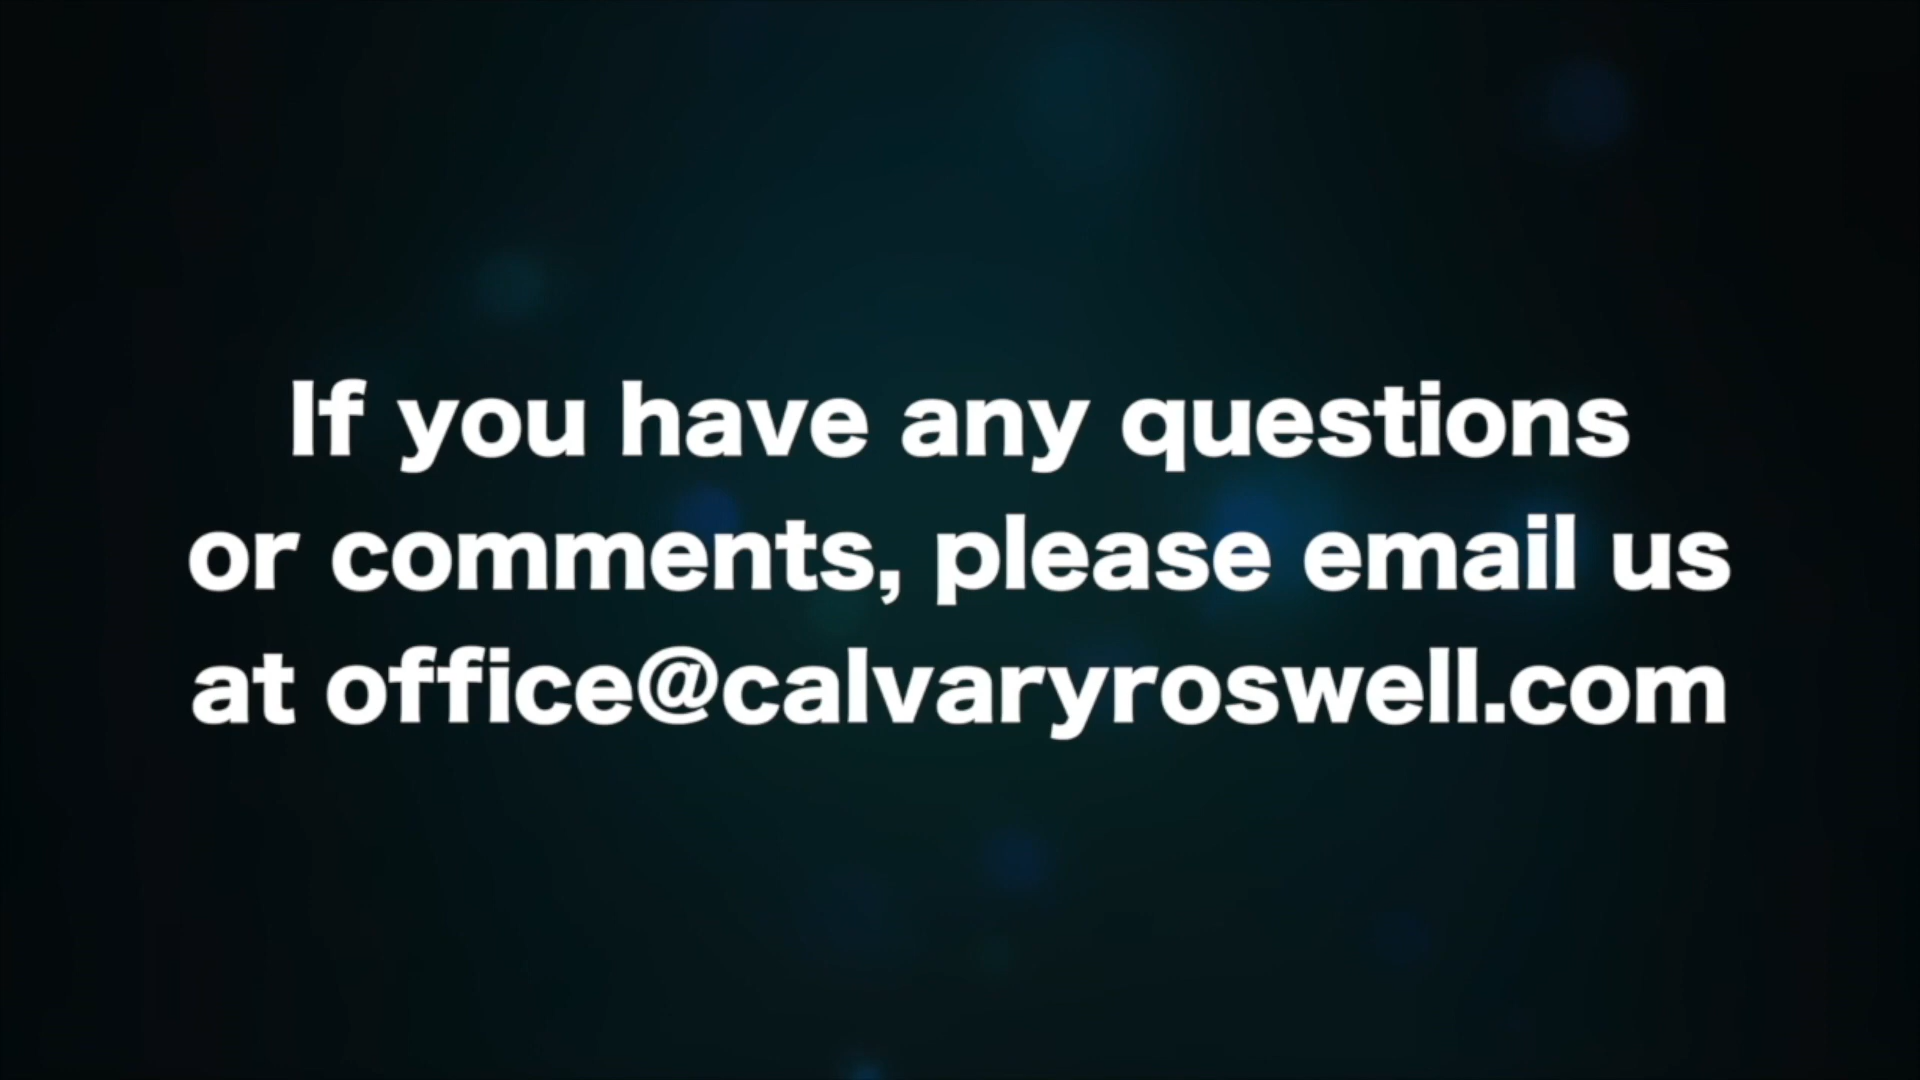 If you have any questions
or comments, please email us
at office@calvaryroswell.com